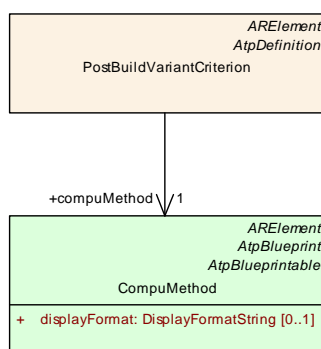 ARElement
AtpDefinition
PostBuildVariantCriterion
+compuMethod 1
ARElement
AtpBlueprint
AtpBlueprintable
CompuMethod
+ displayFormat: DisplayFormatString [0..1]